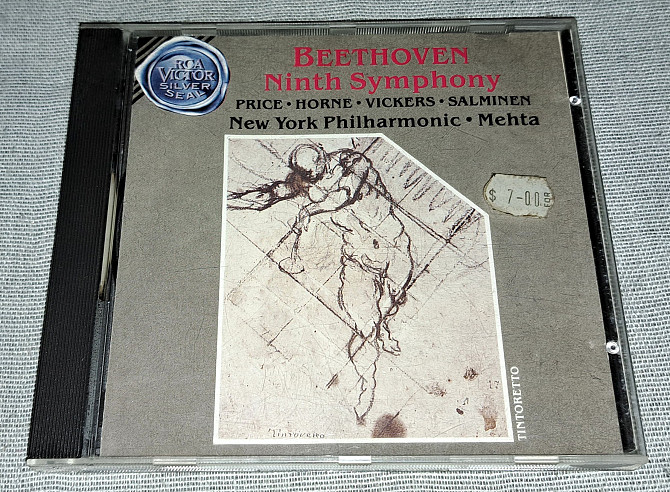 RCA
VICTOR
SILVER
SEAL
BEETHOVEN
Ninth Symphony
PRICE • HORNE • VICKERS • SALMINEN
New York Philharmonic • Mehta
$ 7-00
Tintoretto
17
TINTORETTO